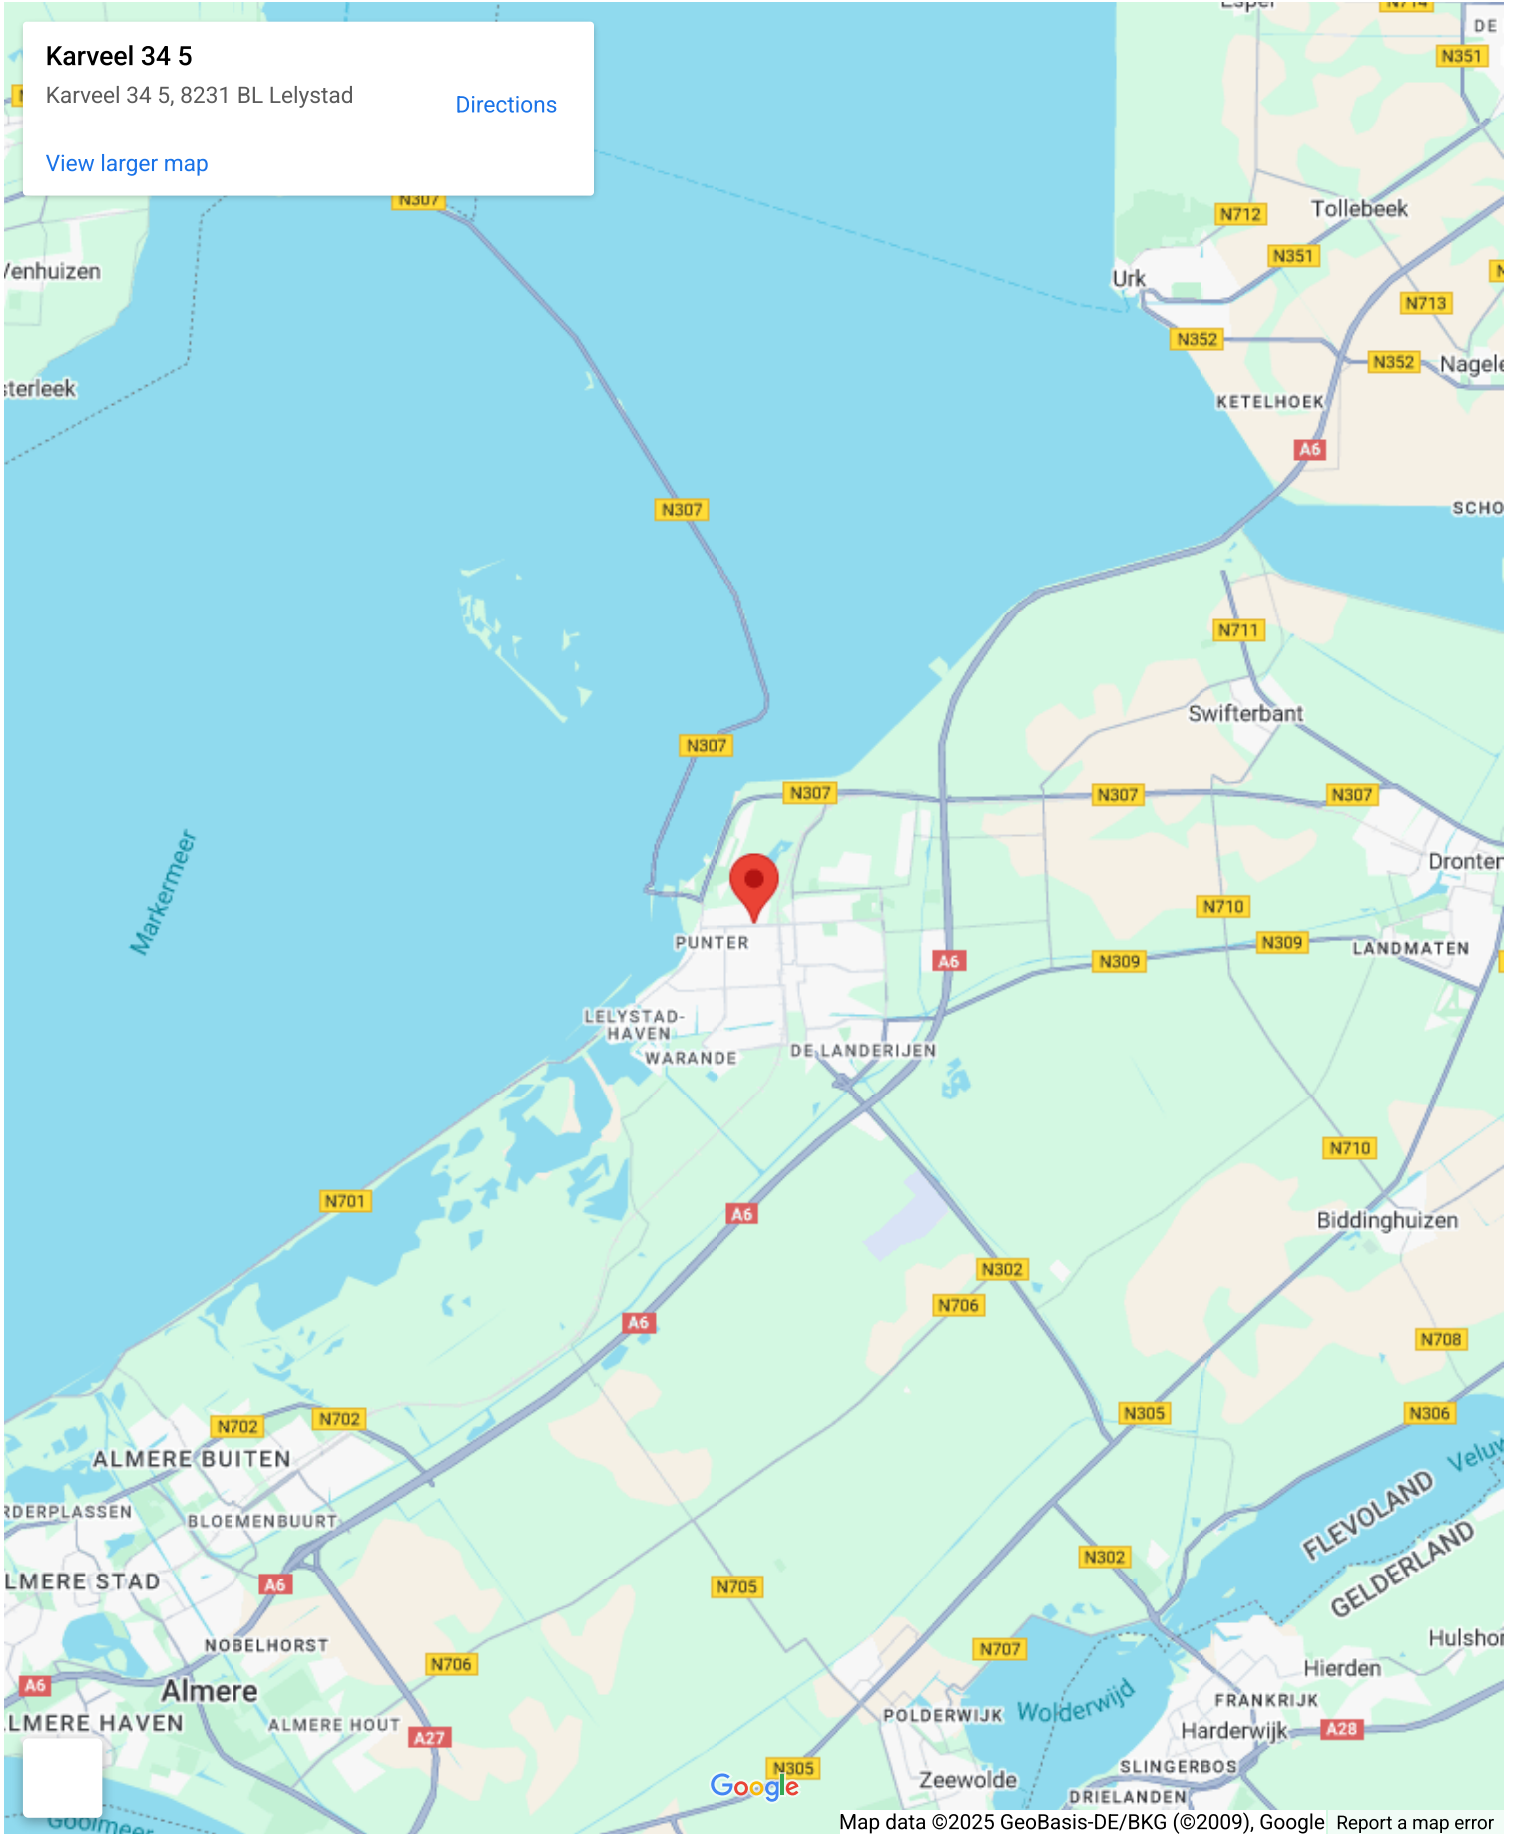 Karveel 34 5
Karveel 34 5, 8231 BL Lelystad
Directions
View larger map
N714
DE
N351
N307
N712
Tollebeek
N351
Urk
N713
N352
N352
KETELHOEK
A6
N307
N711
Swifterbant
N307
N307
N307
N307
Markermeer
N710
PUNTER
N309
LANDMATEN
A6
N309
LELYSTAD-
HAVEN
WARANDE
DE LANDERIJEN
N710
N701
A6
Biddinghuizen
N302
N706
A6
N708
N702
N702
N305
N306
ALMERE BUITEN
BLOEMENBUURT
FLEVOLAND
GELDERLAND
N302
A6
N705
NOBELHORST
N706
N707
Hierden
A6
Almere
Wolderwijd
FRANKRIJK
POLDERWIJK
ALMERE HOUT
A27
Harderwijk
A28
N305
SLINGERBOS
Zeewolde
Google
DRIELANDEN
Map data ©2025 GeoBasis-DE/BKG (©2009), Google
Report a map error